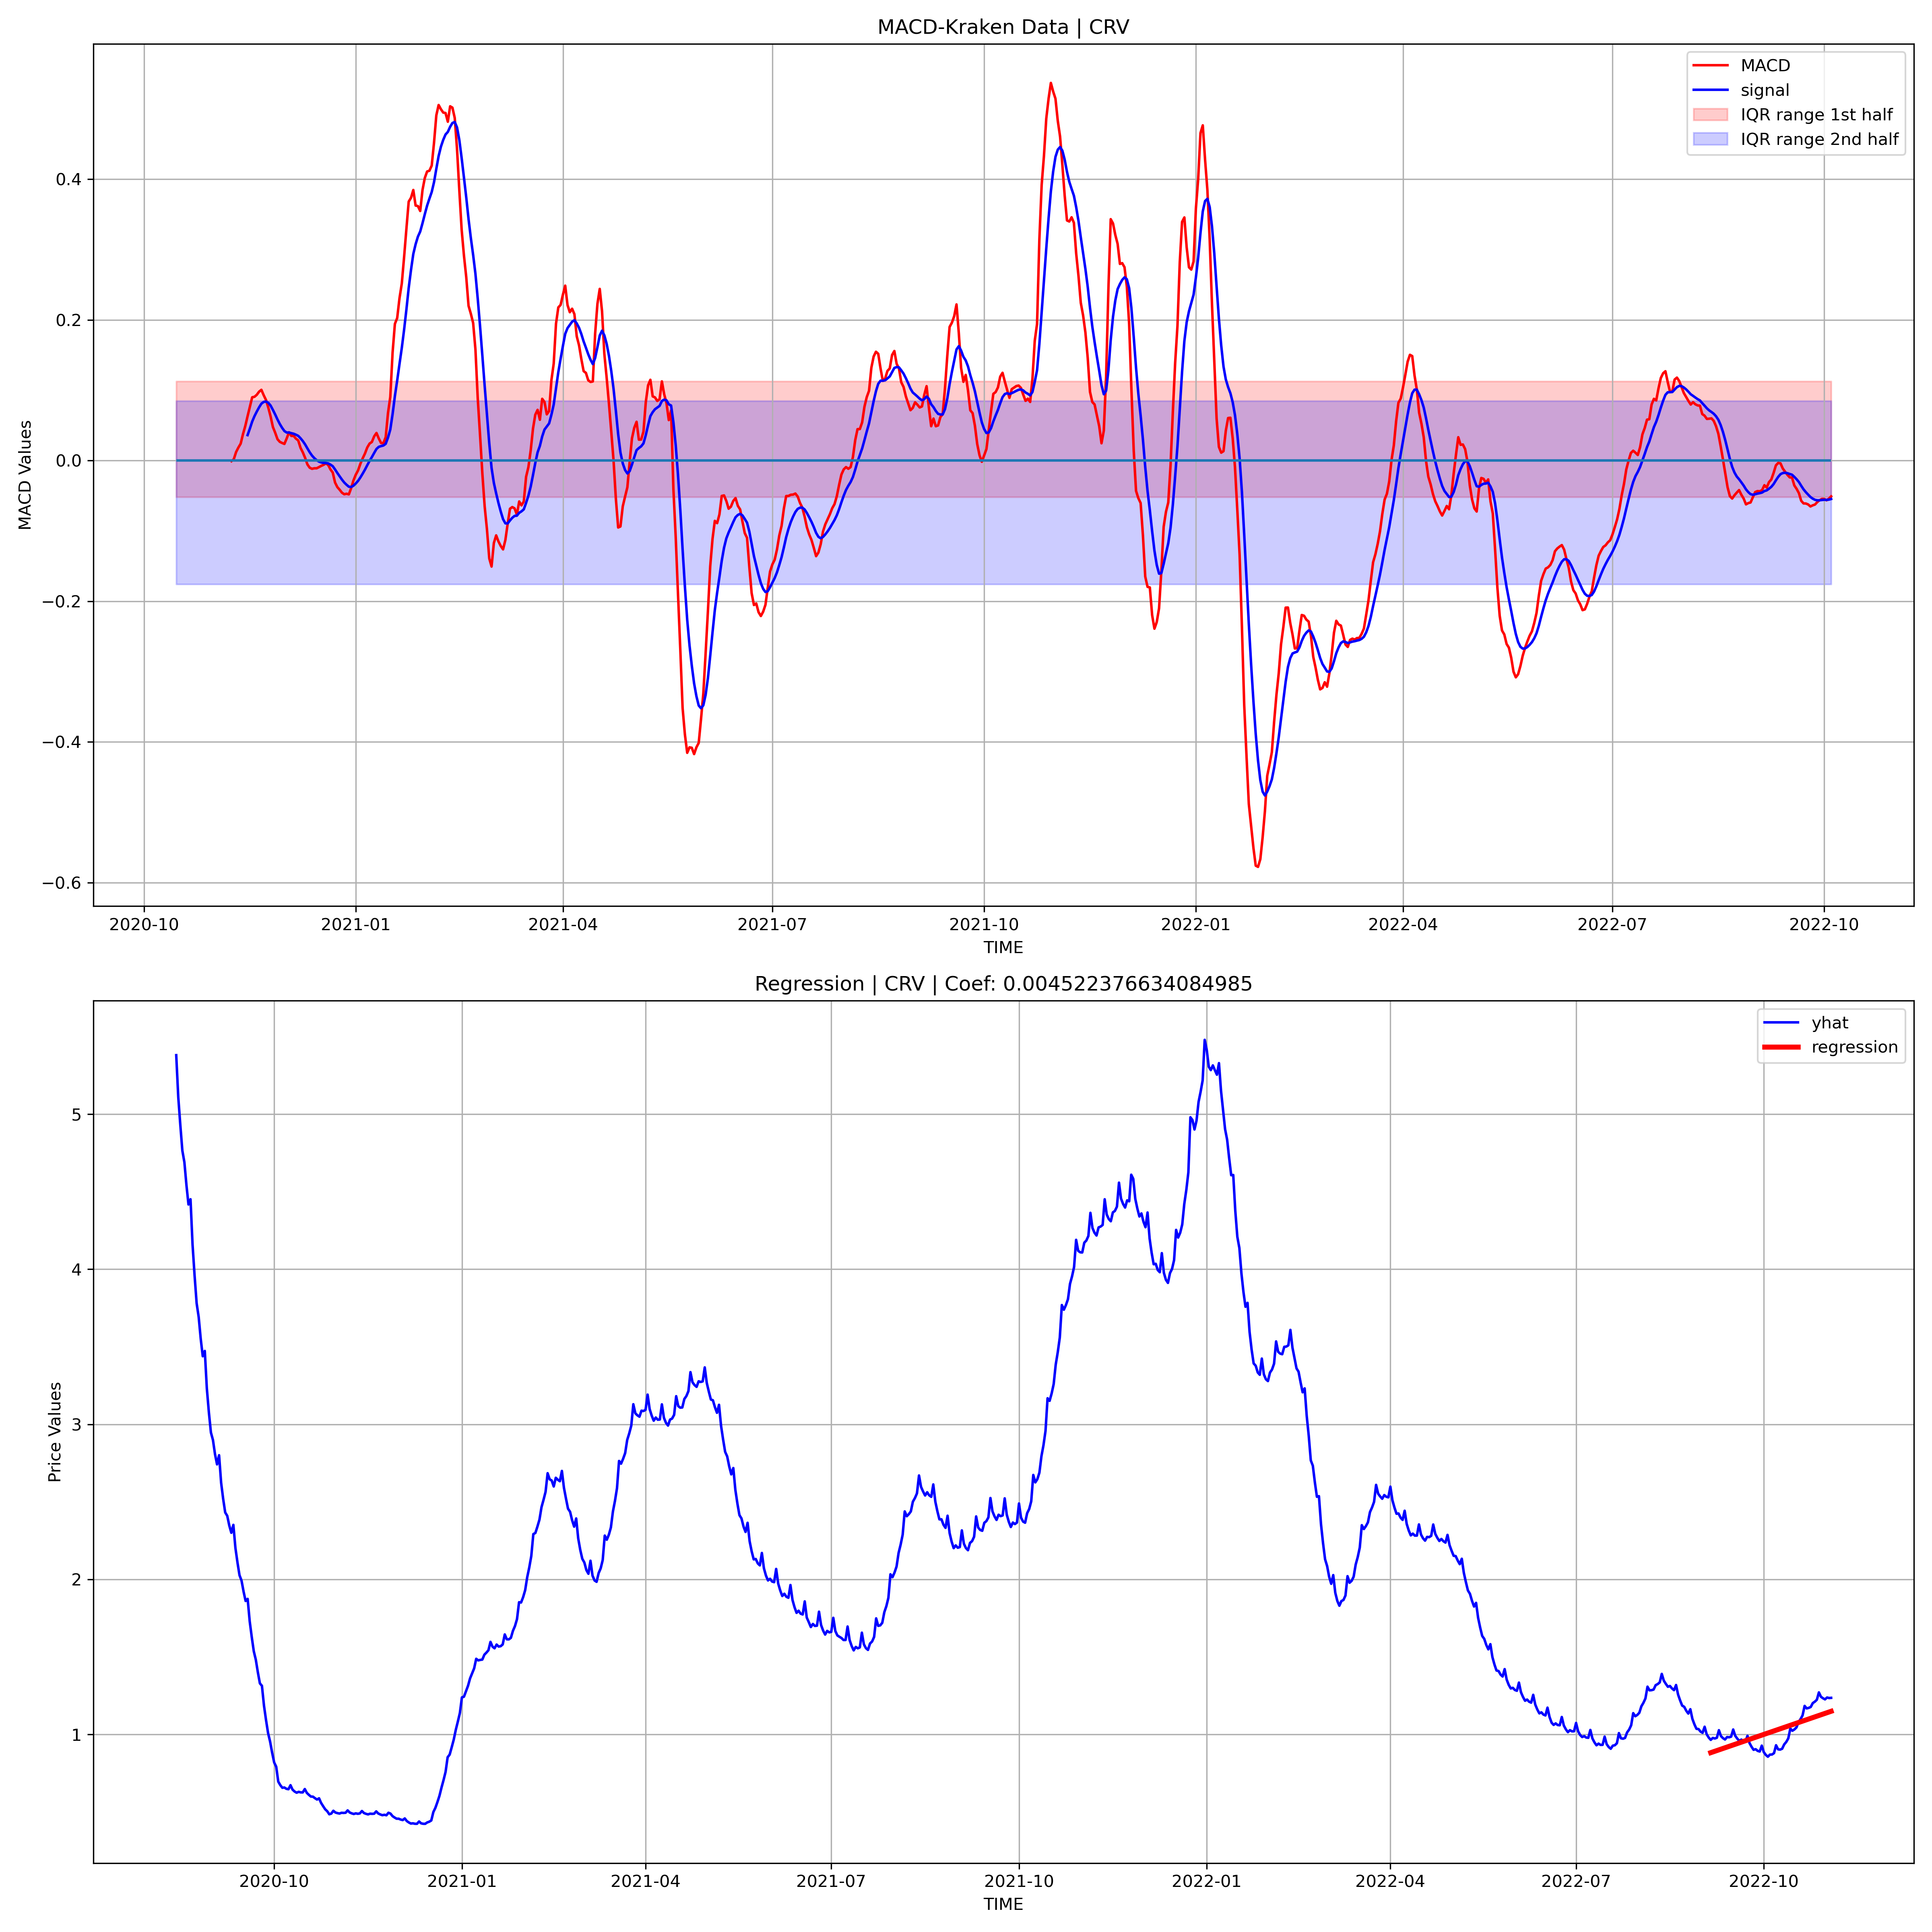 MACD-Kraken Data | CRV
MACD
signal
IQR range 1st half
IQR range 2nd half
MACD Values
0.4
0.2
0.0
−0.2
−0.4
−0.6
2020-10 2021-01 2021-04 2021-07 2021-10 2022-01 2022-04 2022-07 2022-10
TIME
Regression | CRV | Coef: 0.004522376634084985
yhat
regression
Price Values
5
4
3
2
1
2020-10 2021-01 2021-04 2021-07 2021-10 2022-01 2022-04 2022-07 2022-10
TIME